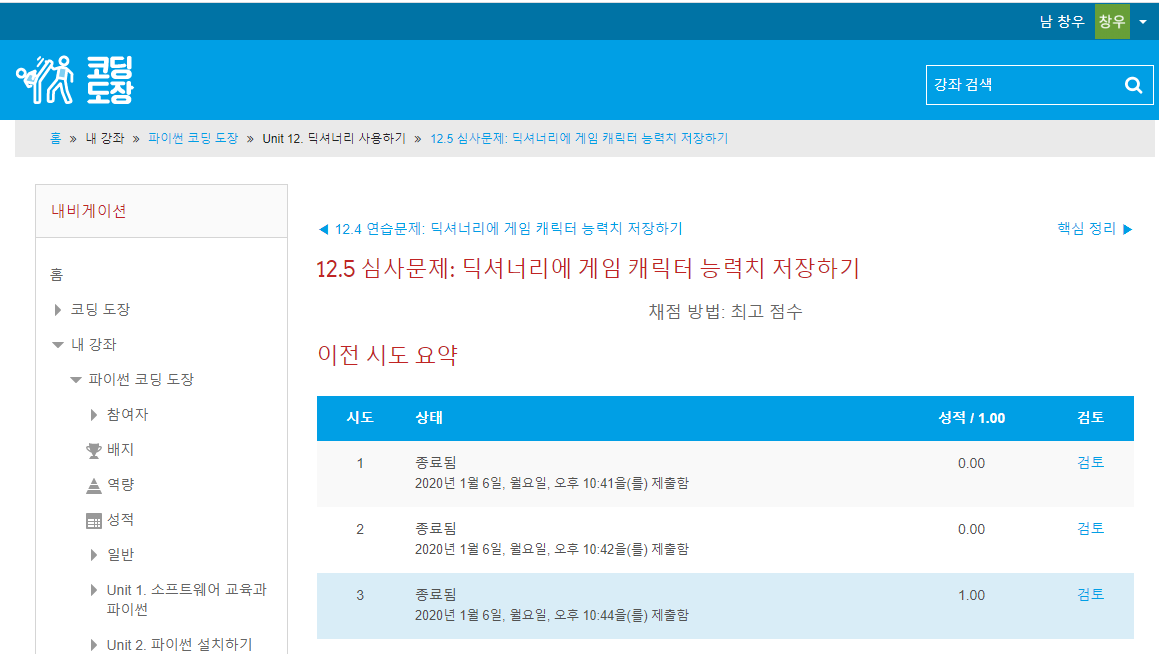 남 창우 창우
코딩
도장
강좌 검색
홈 » 내 강좌 » 파이썬 코딩 도장 » Unit 12. 딕셔너리 사용하기 » 12.5 심사문제: 딕셔너리에 게임 캐릭터 능력치 저장하기
내비게이션
홈
코딩 도장
내 강좌
파이썬 코딩 도장
참여자
배지
역량
성적
일반
Unit 1. 소프트웨어 교육과
파이썬
Unit 2. 파이썬 설치하기
◀ 12.4 연습문제: 딕셔너리에 게임 캐릭터 능력치 저장하기
핵심 정리 ▶
12.5 심사문제: 딕셔너리에 게임 캐릭터 능력치 저장하기
채점 방법: 최고 점수
이전 시도 요약
시도 상태 성적 / 1.00 검토
1 종료됨 0.00 검토
2020년 1월 6일, 월요일, 오후 10:41을(를) 제출함
2 종료됨 0.00 검토
2020년 1월 6일, 월요일, 오후 10:42을(를) 제출함
3 종료됨 1.00 검토
2020년 1월 6일, 월요일, 오후 10:44을(를) 제출함